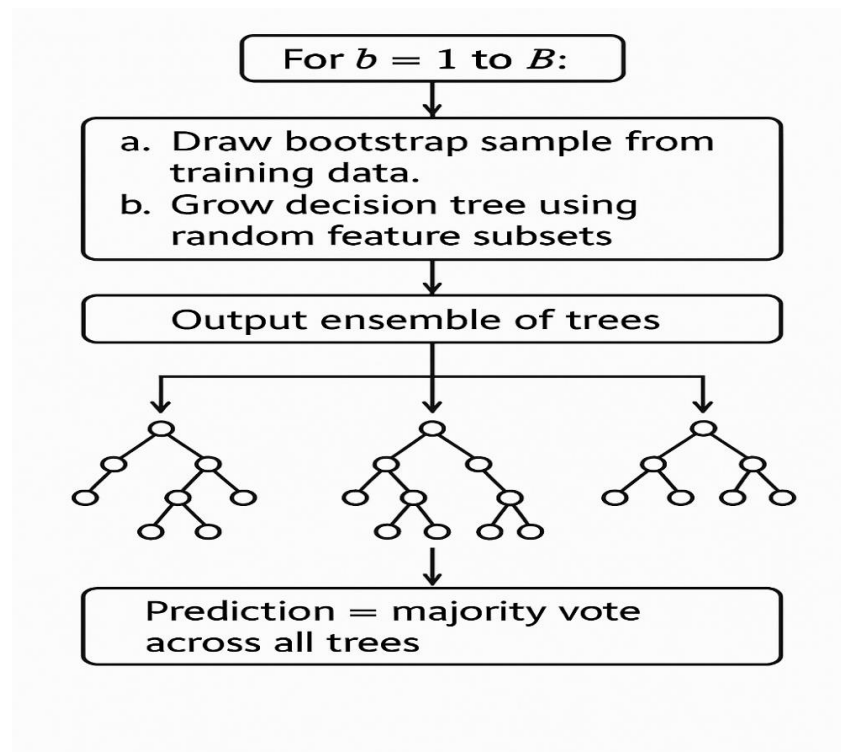 For b = 1 to B:
a. Draw bootstrap sample from
training data.
b. Grow decision tree using
random feature subsets
Output ensemble of trees
Prediction = majority vote
across all trees